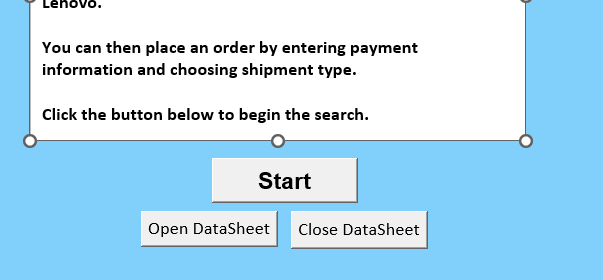 Lenovo.
You can then place an order by entering payment
information and choosing shipment type.
Click the button below to begin the search.
Start
Open DataSheet
Close DataSheet